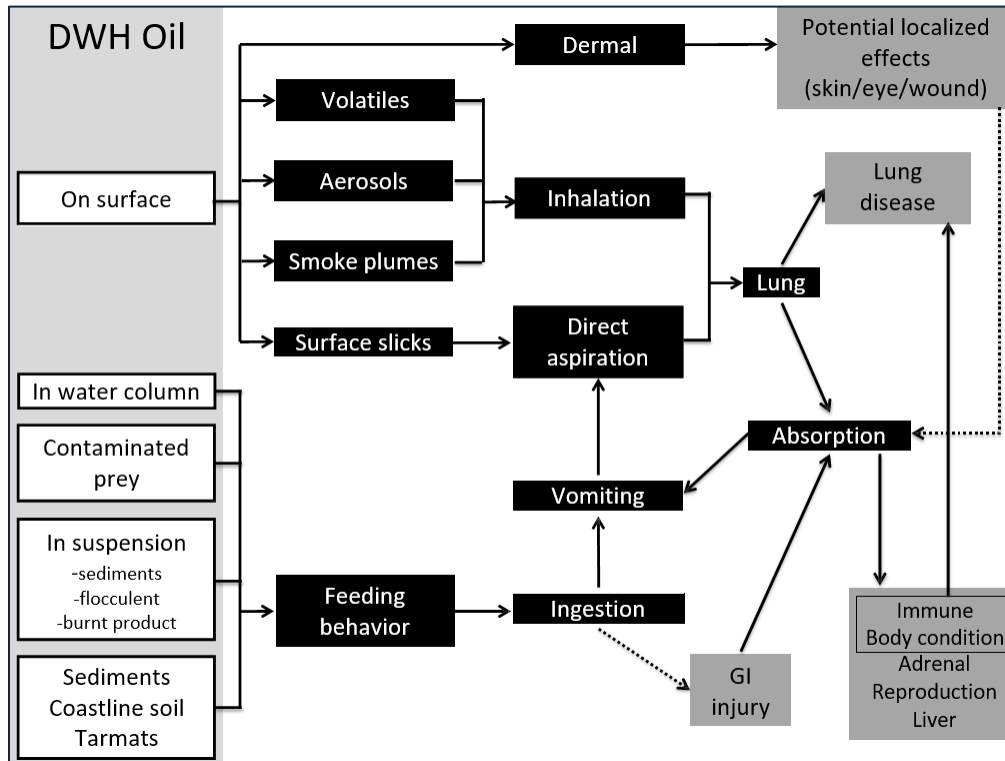 DWH Oil
On surface
In water column
Contaminated
prey
In suspension
-sediments
-flocculent
-burnt product
Sediments
Coastline soil
Tarmats
Volatiles
Aerosols
Smoke plumes
Surface slicks
Feeding
behavior
Dermal
Inhalation
Direct
aspiration
Vomiting
Ingestion
Potential localized
effects
(skin/eye/wound)
Lung
disease
Lung
Absorption
GI
injury
Immune
Body condition
Adrenal
Reproduction
Liver